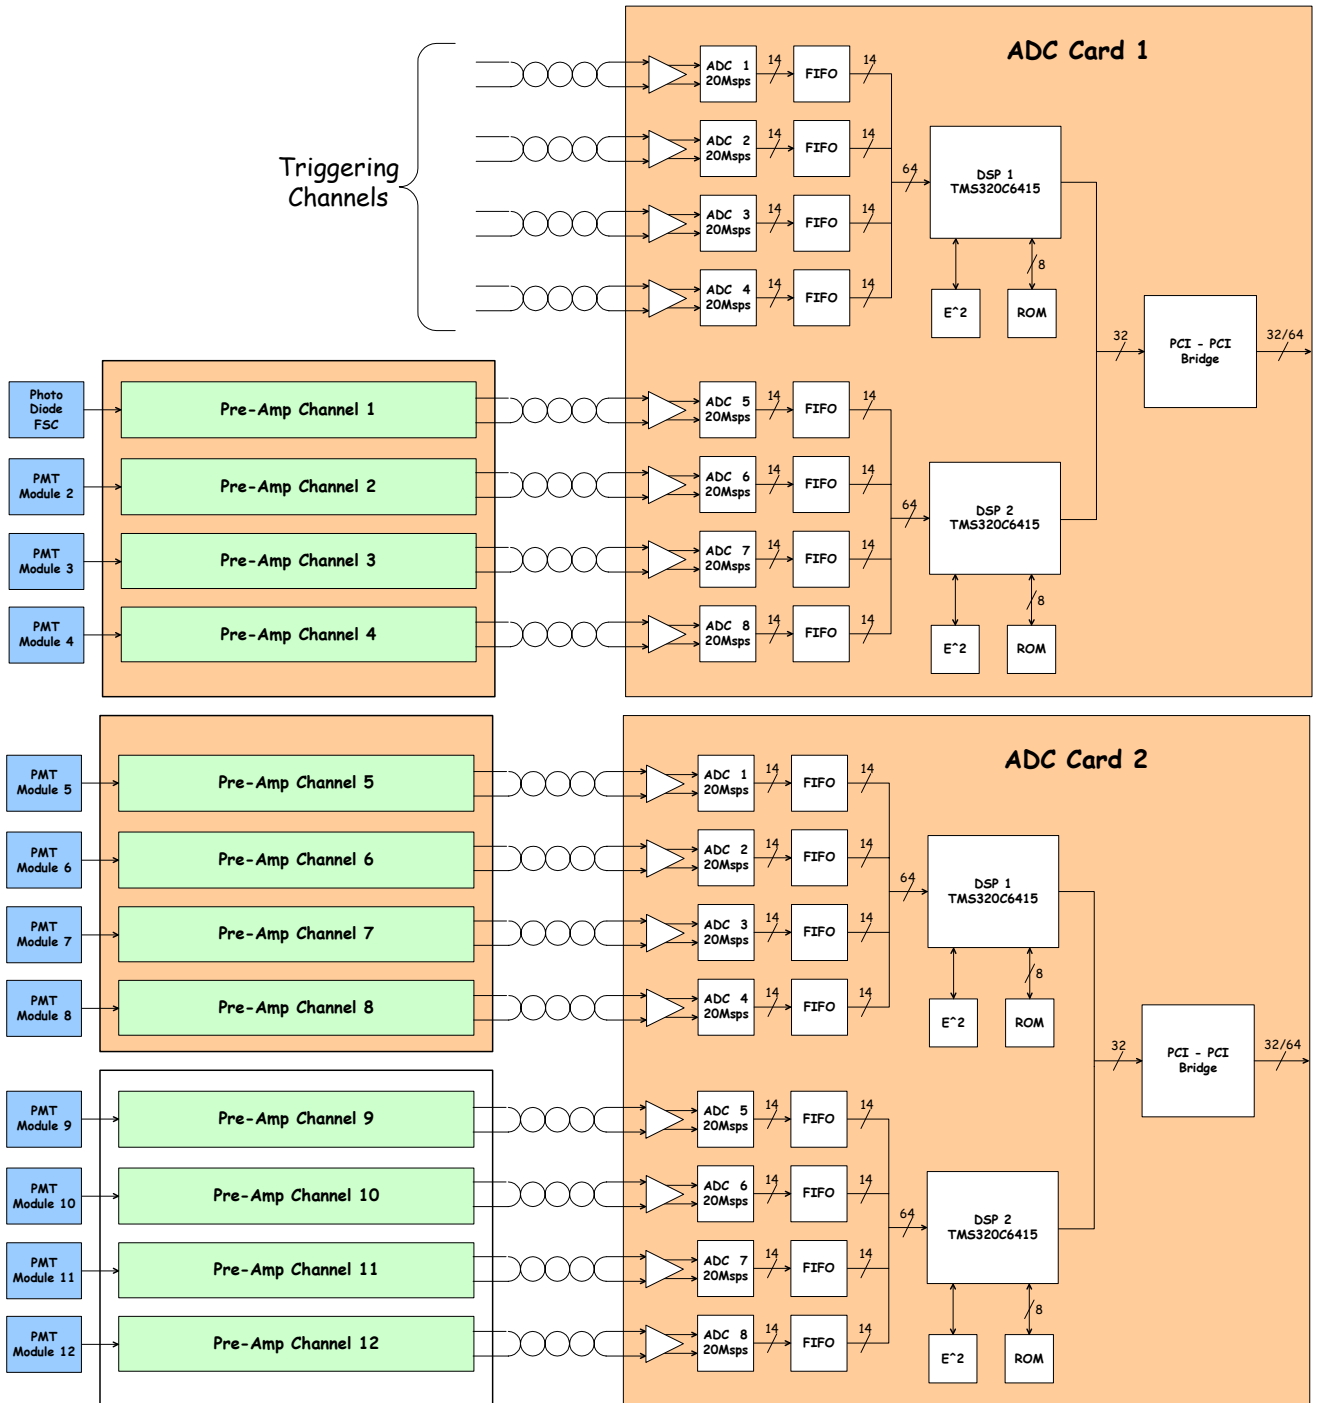 ADC Card 1
Triggering
Channels
ADC 1
20Msps
14
FIFO
14
ADC 2
20Msps
14
FIFO
14
ADC 3
20Msps
14
FIFO
14
ADC 4
20Msps
14
FIFO
14
64
DSP 1
TMS320C6415
E^2
8
ROM
32
PCI - PCI
Bridge
32/64
Photo
Diode
FSC
Pre-Amp Channel 1
ADC 5
20Msps
14
FIFO
14
PMT
Module 2
Pre-Amp Channel 2
ADC 6
20Msps
14
FIFO
14
PMT
Module 3
Pre-Amp Channel 3
ADC 7
20Msps
14
FIFO
14
PMT
Module 4
Pre-Amp Channel 4
ADC 8
20Msps
14
FIFO
14
64
DSP 2
TMS320C6415
E^2
8
ROM
ADC Card 2
PMT
Module 5
Pre-Amp Channel 5
ADC 1
20Msps
14
FIFO
14
PMT
Module 6
Pre-Amp Channel 6
ADC 2
20Msps
14
FIFO
14
PMT
Module 7
Pre-Amp Channel 7
ADC 3
20Msps
14
FIFO
14
PMT
Module 8
Pre-Amp Channel 8
ADC 4
20Msps
14
FIFO
14
64
DSP 1
TMS320C6415
E^2
8
ROM
32
PCI - PCI
Bridge
32/64
PMT
Module 9
Pre-Amp Channel 9
ADC 5
20Msps
14
FIFO
14
PMT
Module 10
Pre-Amp Channel 10
ADC 6
20Msps
14
FIFO
14
PMT
Module 11
Pre-Amp Channel 11
ADC 7
20Msps
14
FIFO
14
PMT
Module 12
Pre-Amp Channel 12
ADC 8
20Msps
14
FIFO
14
64
DSP 2
TMS320C6415
E^2
8
ROM